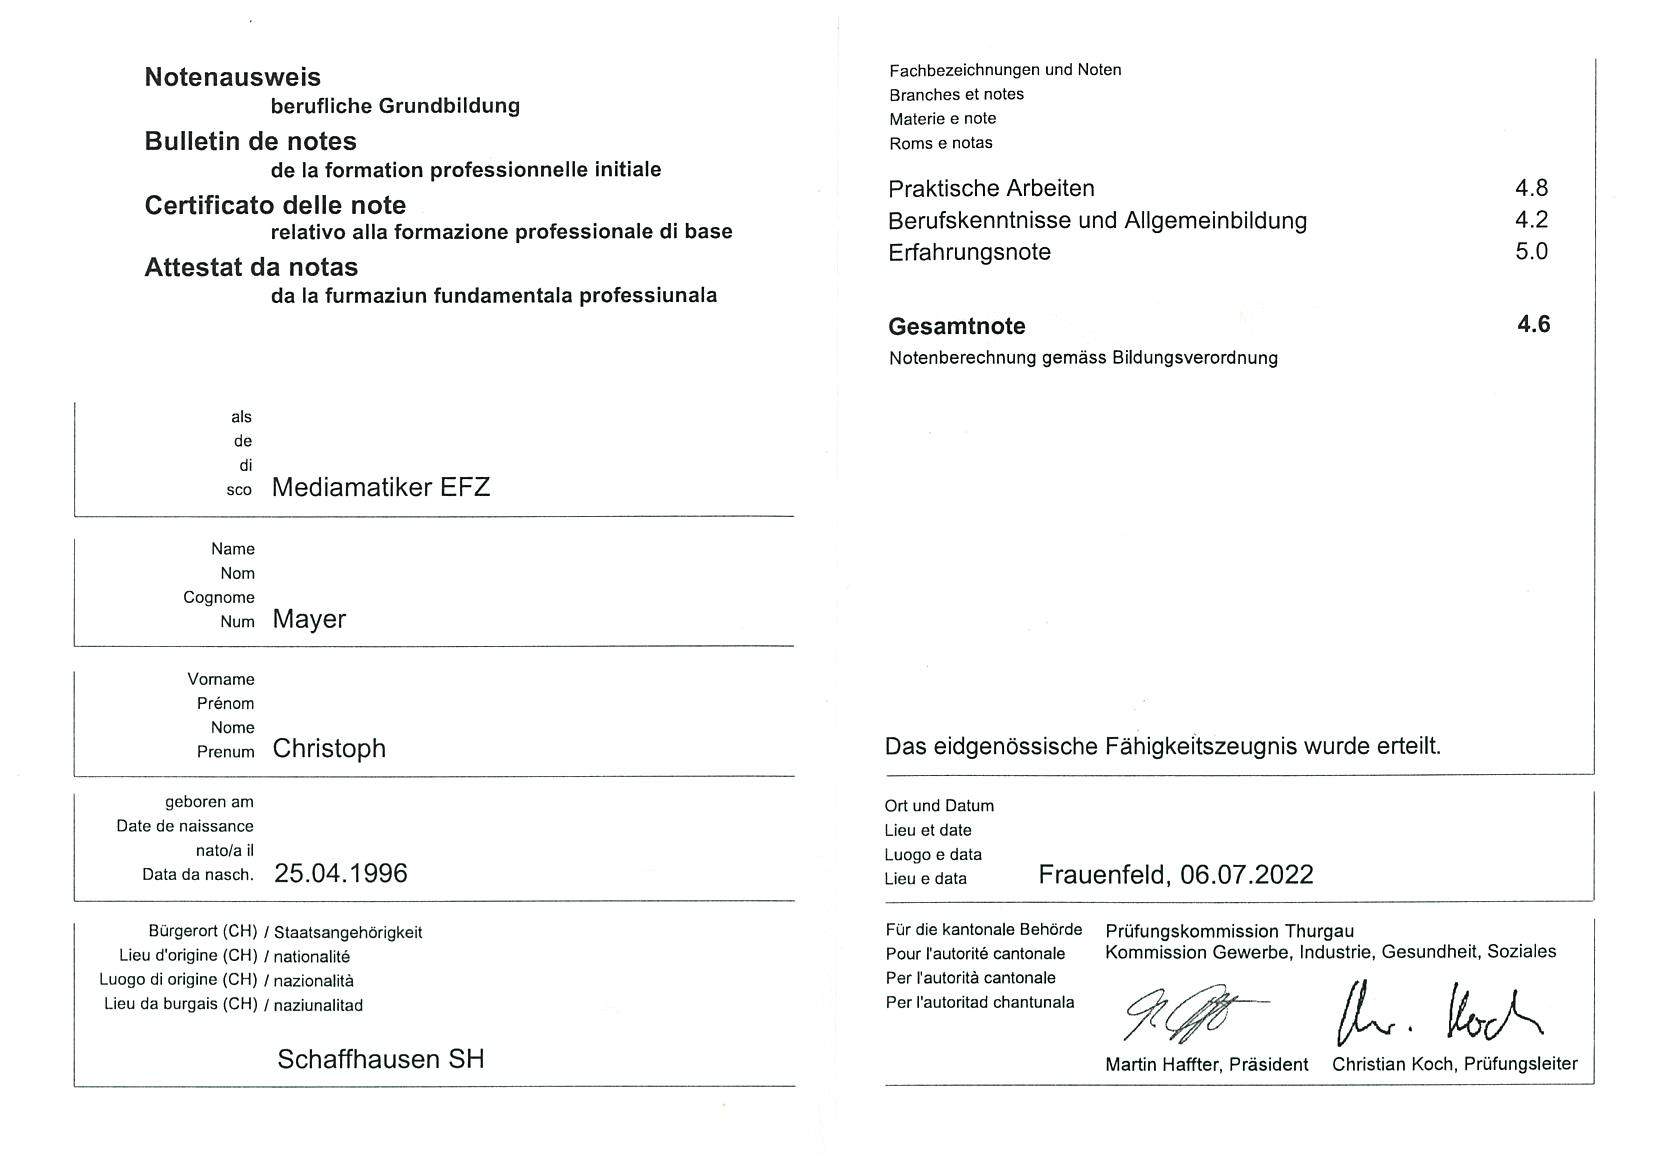 Notenausweis
berufliche Grundbildung
Bulletin de notes
de la formation professionnelle initiale
Certificato delle note
relativo alla formazione professionale di base
Attestat da notas
da la furmaziun fundamentala professiunala
als
de
di
sco Mediamatiker EFZ
Name
Nom
Cognome
Num Mayer
Vorname
Prénom
Nome
Prenum Christoph
geboren am
Date de naissance
nato/a il
Data da nasch. 25.04.1996
Bürgerort (CH) / Staatsangehörigkeit
Lieu d'origine (CH) / nationalité
Luogo di origine (CH) / nazionalità
Lieu da burgais (CH) / naziunalitad
Schaffhausen SH
Fachbezeichnungen und Noten
Branches et notes
Materie e note
Roms e notas
Praktische Arbeiten 4.8
Berufskenntnisse und Allgemeinbildung 4.2
Erfahrungsnote 5.0
Gesamtnote 4.6
Notenberechnung gemäss Bildungsverordnung
Das eidgenössische Fähigkeitszeugnis wurde erteilt.
Ort und Datum
Lieu et date
Luogo e data
Lieu e data Frauenfeld, 06.07.2022
Für die kantonale Behörde Prüfungskommission Thurgau
Pour l'autorité cantonale Kommission Gewerbe, Industrie, Gesundheit, Soziales
Per l'autorità cantonale
Per l'autoritad chantunala
Chr. Koch
Martin Haffter, Präsident Christian Koch, Prüfungsleiter